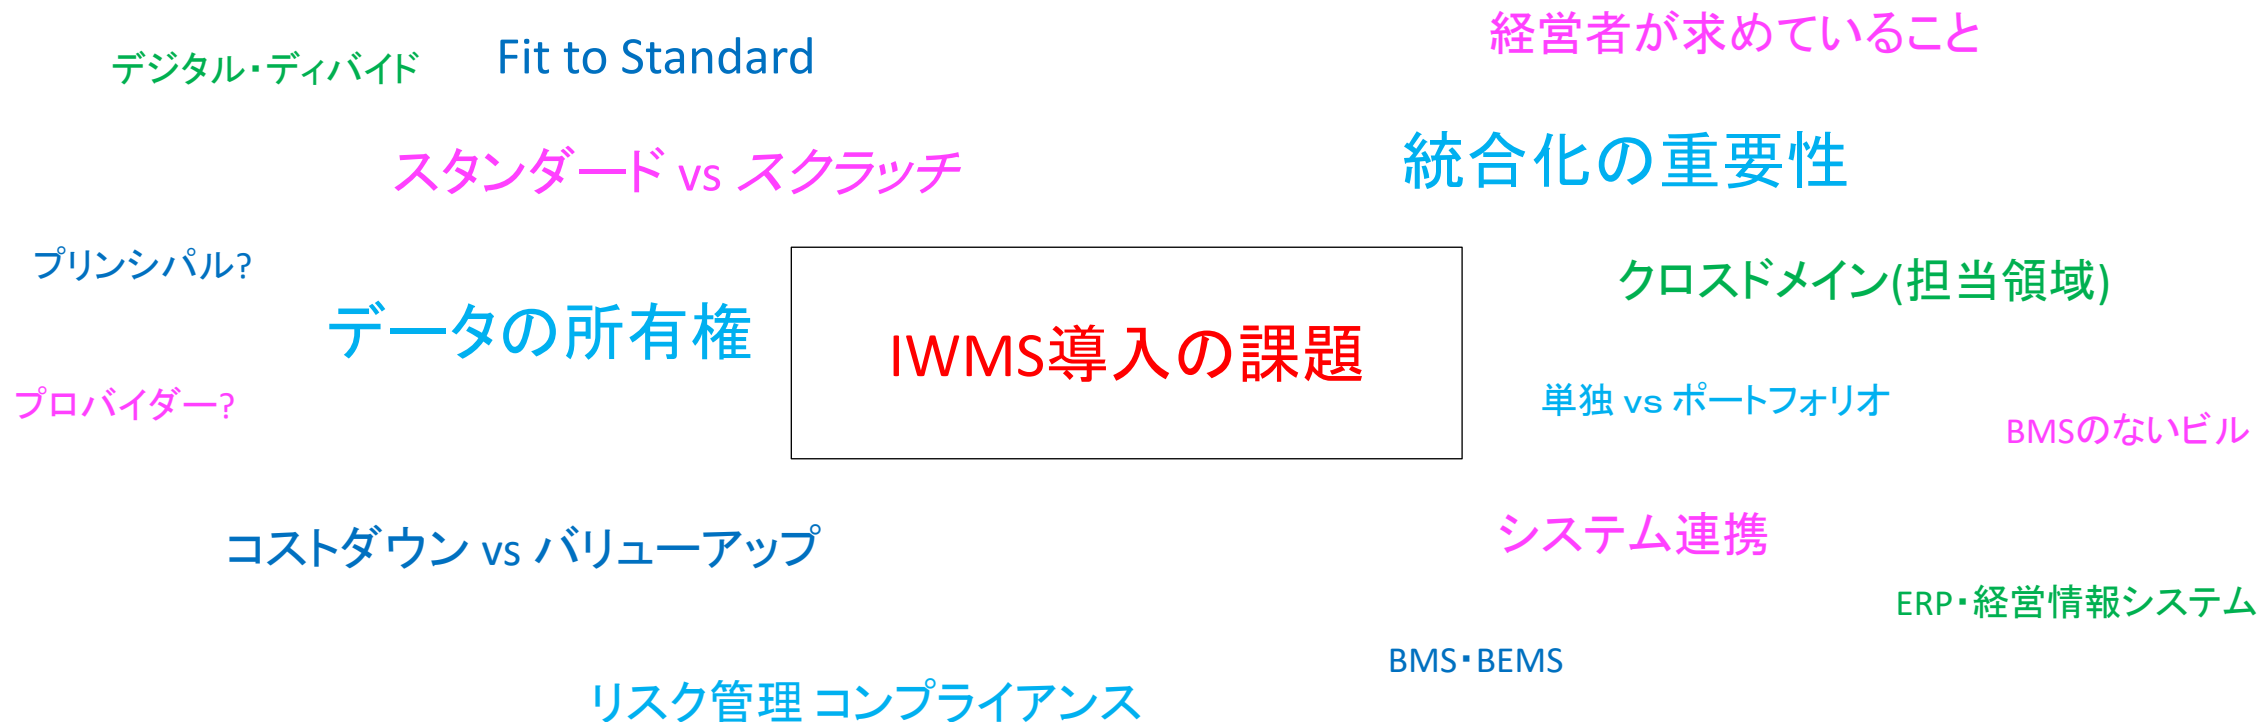 経営者が求めていること
デジタル・ディバイド
Fit to Standard
スタンダード vs スクラッチ
統合化の重要性
プリンシパル?
クロスドメイン(担当領域)
データの所有権
IWMS導入の課題
プロバイダー?
単独 vs ポートフォリオ
BMSのないビル
コストダウン vs バリューアップ
システム連携
ERP・経営情報システム
BMS・BEMS
リスク管理 コンプライアンス